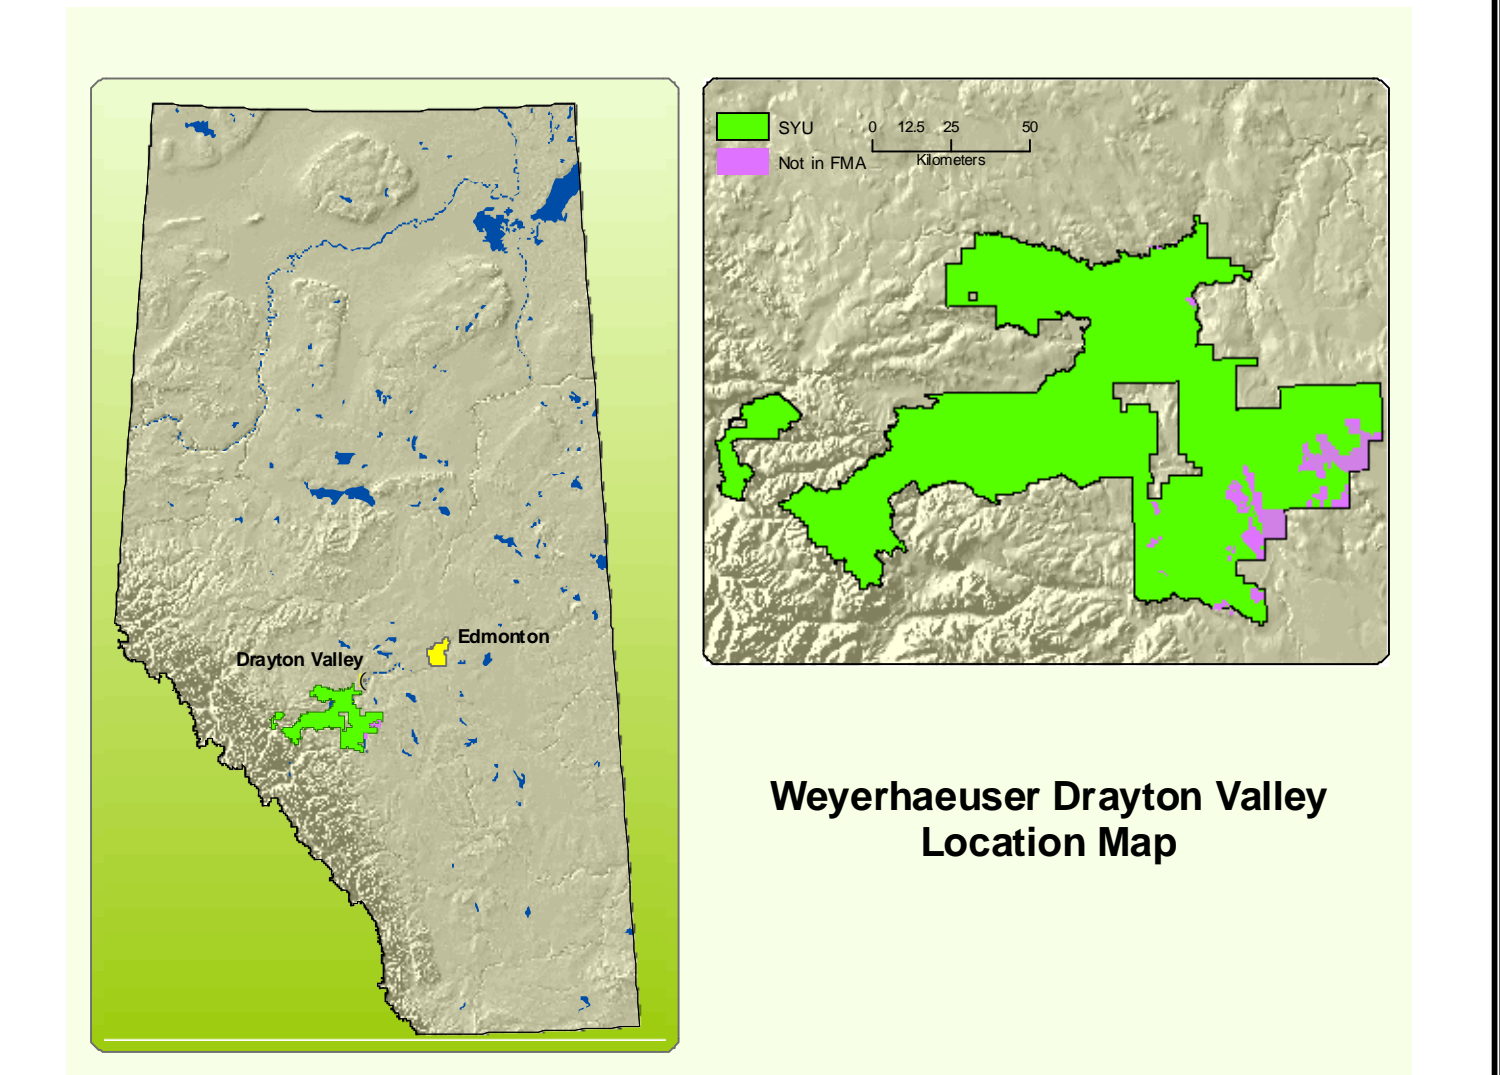 Edmonton
Drayton Valley
SYU
Not in FMA
0 12.5 25 50
Kilometers
Weyerhaeuser Drayton Valley
Location Map